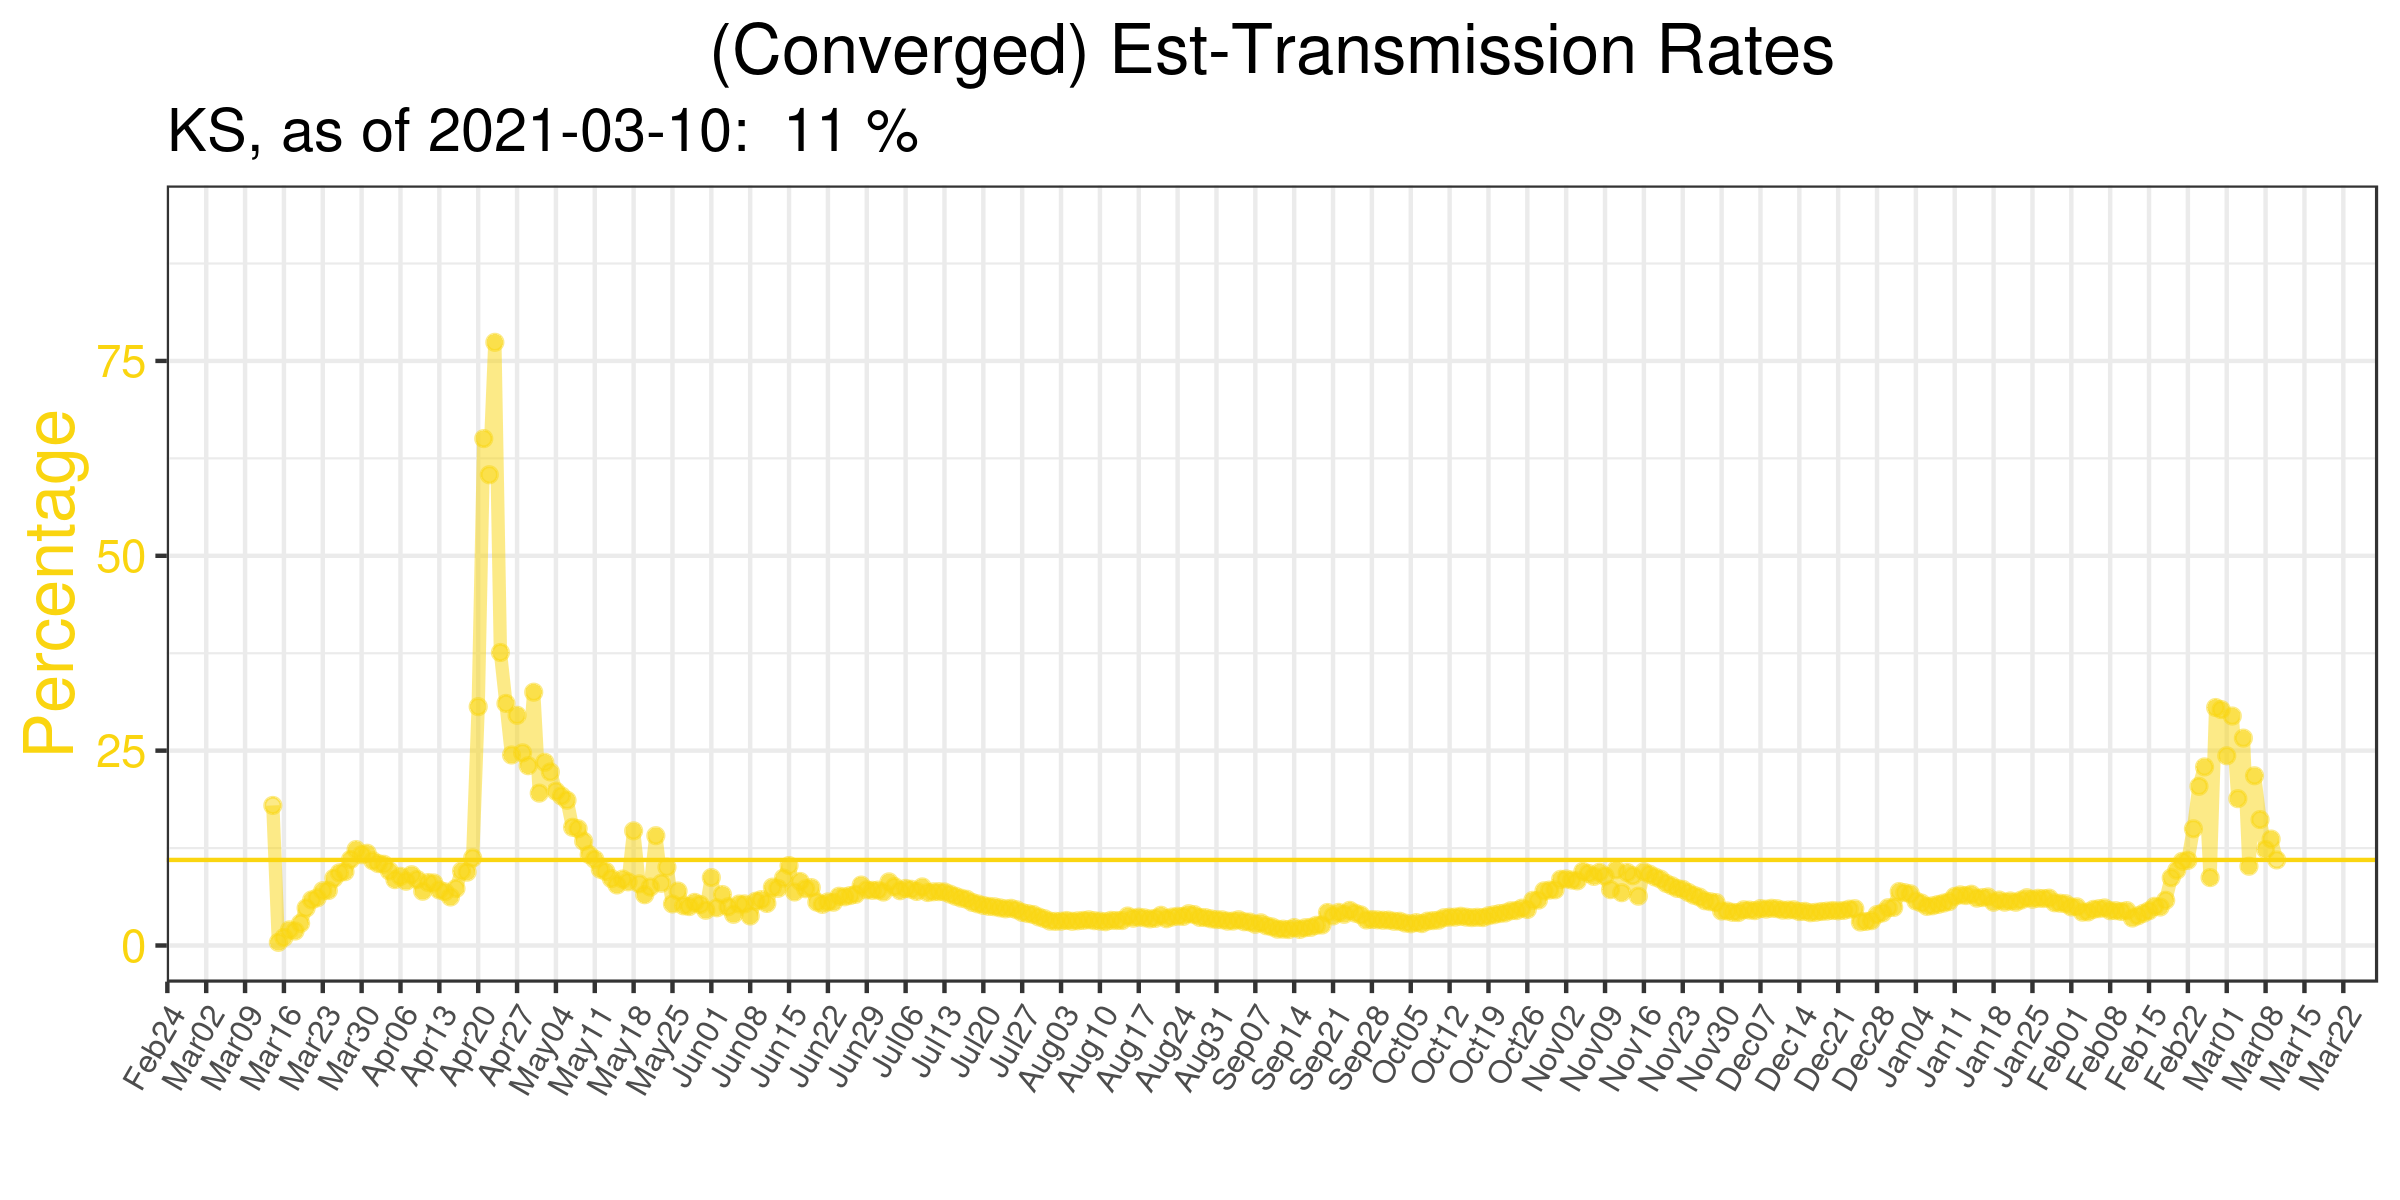 (Converged) Est-Transmission Rates
KS, as of 2021-03-10:  11 %
Percentage
75
50
25
0
Feb24
Mar02
Mar09
Mar16
Mar23
Mar30
Apr06
Apr13
Apr20
Apr27
May04
May11
May18
May25
Jun01
Jun08
Jun15
Jun22
Jun29
Jul06
Jul13
Jul20
Jul27
Aug03
Aug10
Aug17
Aug24
Aug31
Sep07
Sep14
Sep21
Sep28
Oct05
Oct12
Oct19
Oct26
Nov02
Nov09
Nov16
Nov23
Nov30
Dec07
Dec14
Dec21
Dec28
Jan04
Jan11
Jan18
Jan25
Feb01
Feb08
Feb15
Feb22
Mar01
Mar08
Mar15
Mar22